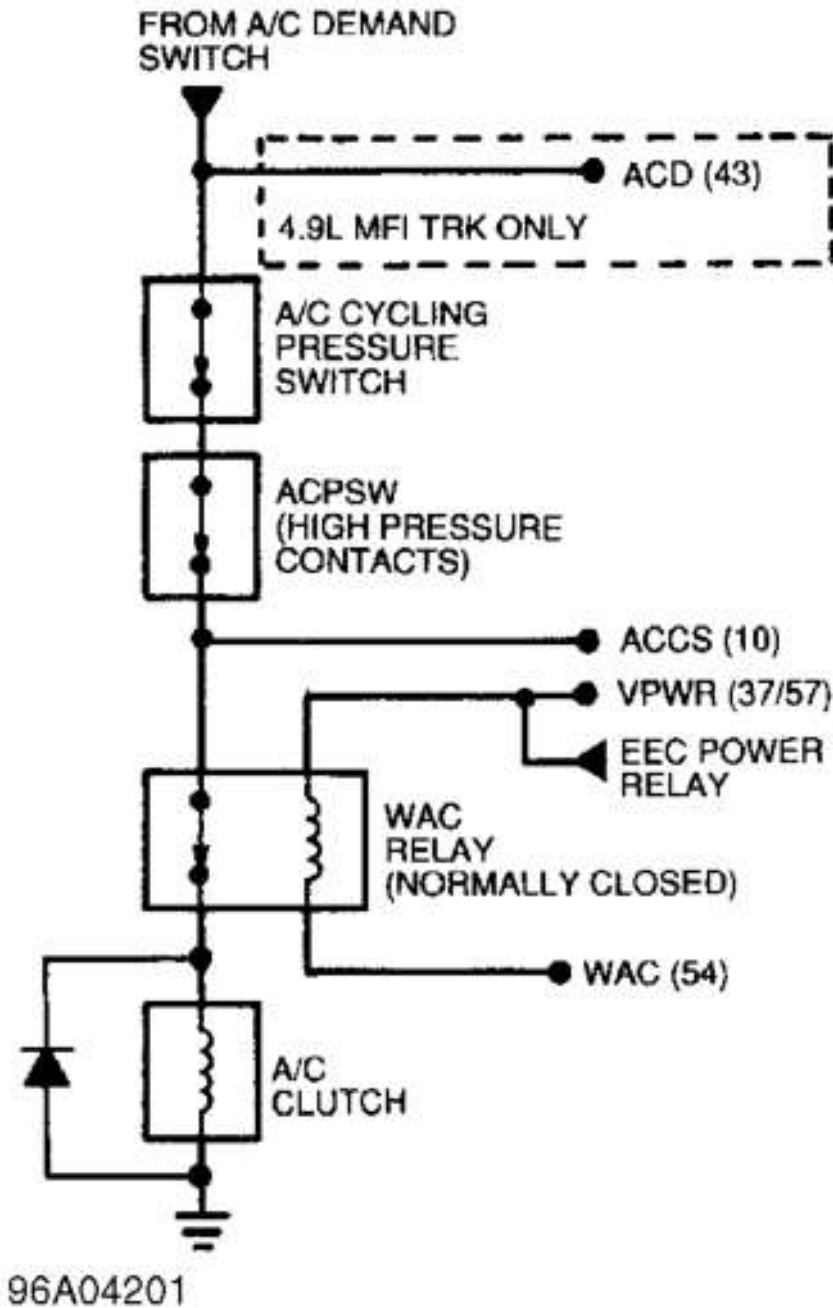 FROM A/C DEMAND
SWITCH
ACD (43)
4.9L MFI TRK ONLY
A/C CYCLING
PRESSURE
SWITCH
ACPSW
(HIGH PRESSURE
CONTACTS)
ACCS (10)
VPWR (37/57)
EEC POWER
RELAY
WAC
RELAY
(NORMALLY CLOSED)
WAC (54)
A/C
CLUTCH
96A04201